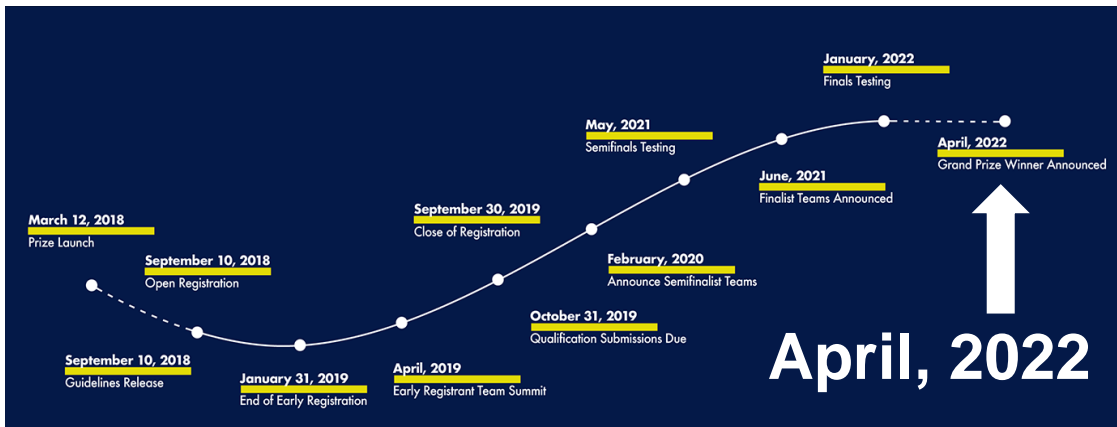 March 12, 2018
Prize Launch
September 10, 2018
Open Registration
September 10, 2018
Guidelines Release
January 31, 2019
End of Early Registration
April, 2019
Early Registrant Team Summit
September 30, 2019
Close of Registration
October 31, 2019
Qualification Submissions Due
February, 2020
Announce Semifinalist Teams
May, 2021
Semifinals Testing
June, 2021
Finalist Teams Announced
January, 2022
Finals Testing
April, 2022
Grand Prize Winner Announced
April, 2022